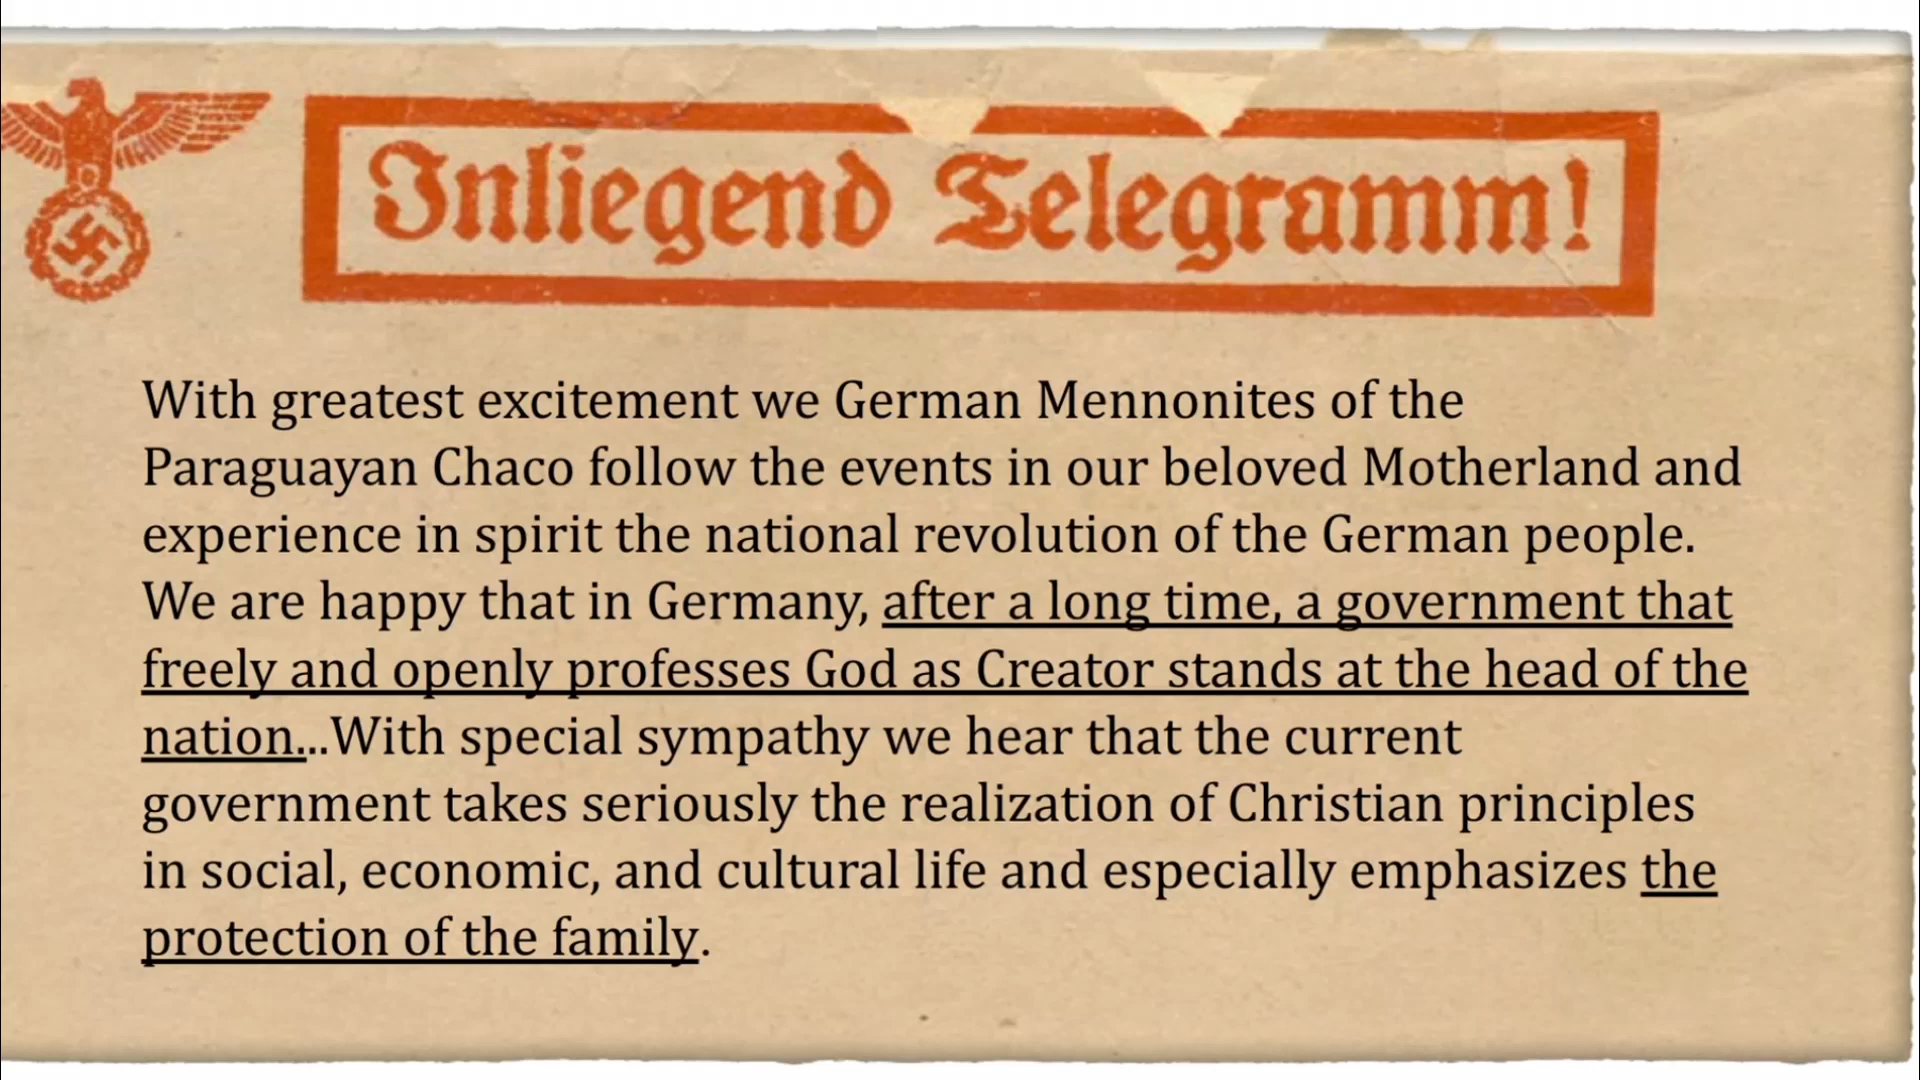 Inliegend Telegramm!
With greatest excitement we German Mennonites of the
Paraguayan Chaco follow the events in our beloved Motherland and
experience in spirit the national revolution of the German people.
We are happy that in Germany, after a long time, a government that
freely and openly professes God as Creator stands at the head of the
nation...With special sympathy we hear that the current
government takes seriously the realization of Christian principles
in social, economic, and cultural life and especially emphasizes the
protection of the family.